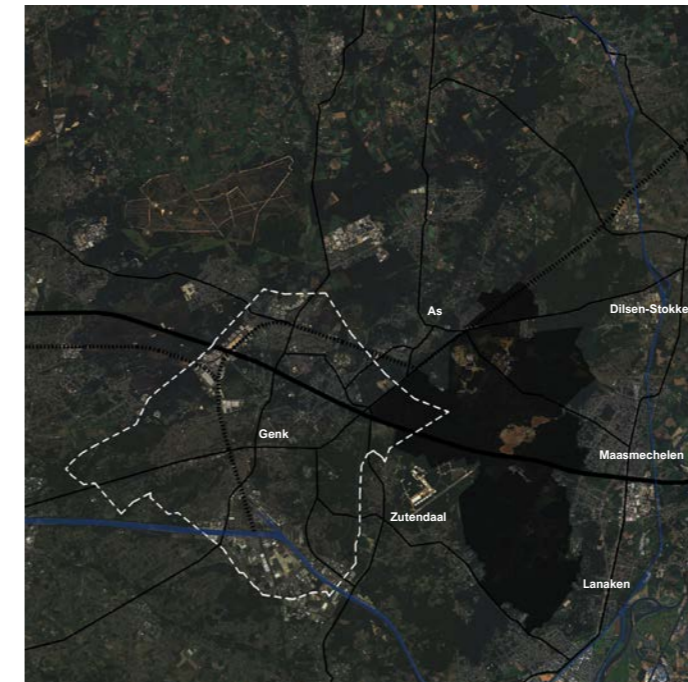 As
Dilsen-Stokke
Genk
Maasmechelen
Zutendaal
Lanaken